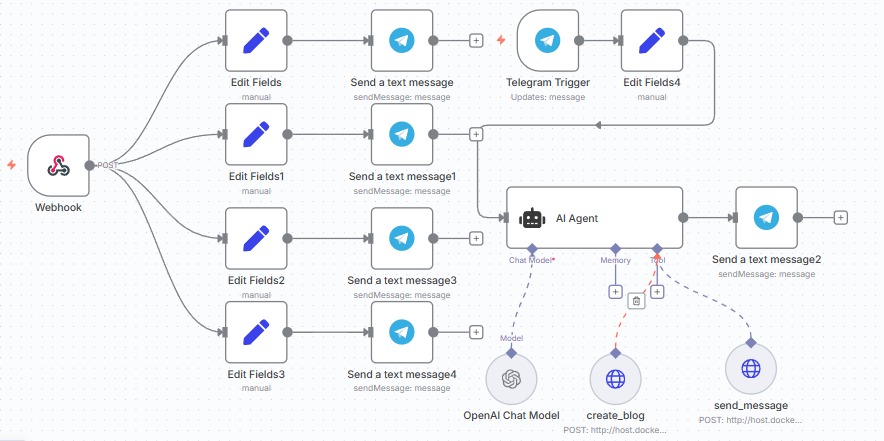 Edit Fields
manual
Send a text message
sendMessage: message
Telegram Trigger
Updates: message
Edit Fields4
manual
POST
Webhook
Edit Fields1
manual
Send a text message1
sendMessage: message
AI Agent
Chat Model*
Memory
Tool
Send a text message2
sendMessage: message
Edit Fields2
manual
Send a text message3
sendMessage: message
Edit Fields3
manual
Send a text message4
sendMessage: message
Model
OpenAI Chat Model
create_blog
POST: http://host.docke...
send_message
POST: http://host.docke...